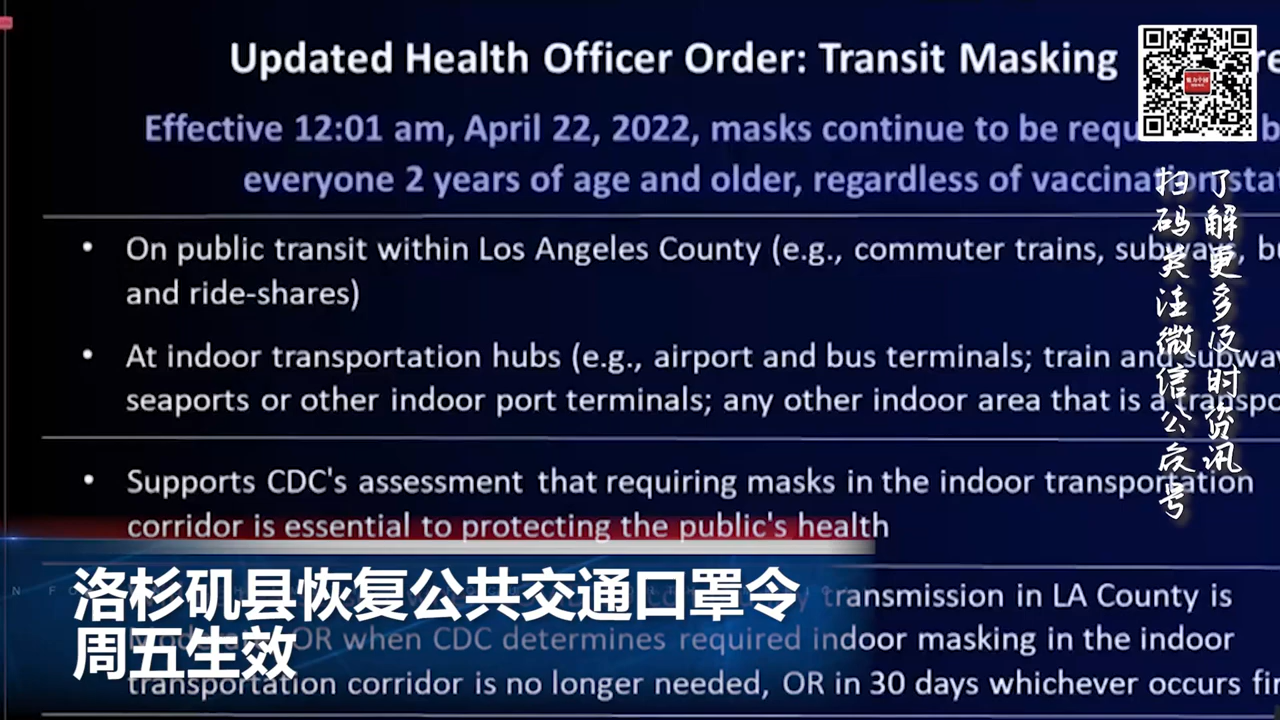 Updated Health Officer Order: Transit Masking
Effective 12:01 am, April 22, 2022, masks continue to be
everyone 2 years of age and older, regardless of vaccination
On public transit within Los Angeles County (e.g., commuter trains, subways,
and ride-shares)
At indoor transportation hubs (e.g., airport and bus terminals; train and
seaports or other indoor port terminals; any other indoor area that is a
Supports CDC's assessment that requiring masks in the indoor transportation
corridor is essential to protecting the public's health
transmission in LA County is
OR when CDC determines required indoor masking in the indoor
transportation corridor is no longer needed, OR in 30 days whichever occurs
洛杉矶县恢复公共交通口罩令
周五生效
了解更多及时资讯
扫码关注微信公众号